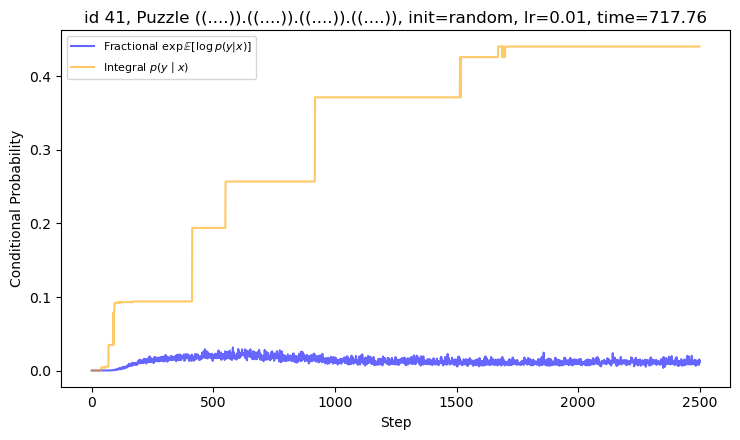 id 41, Puzzle ((....)).((....)).((....)).((....)), init=random, lr=0.01, time=717.76
Fractional exp𝔼[log p(y|x)]
Integral p(y | x)
Conditional Probability
0.4
0.3
0.2
0.1
0.0
0 500 1000 1500 2000 2500
Step